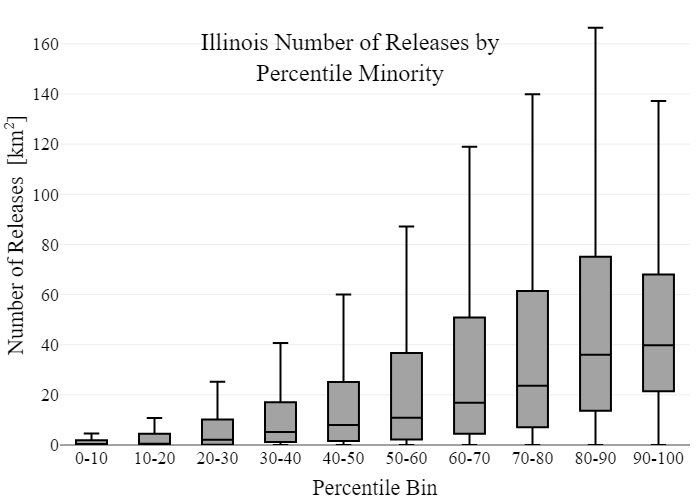 Illinois Number of Releases by
Percentile Minority
Number of Releases [km²]
160
140
120
100
80
60
40
20
0
0-10 10-20 20-30 30-40 40-50 50-60 60-70 70-80 80-90 90-100
Percentile Bin